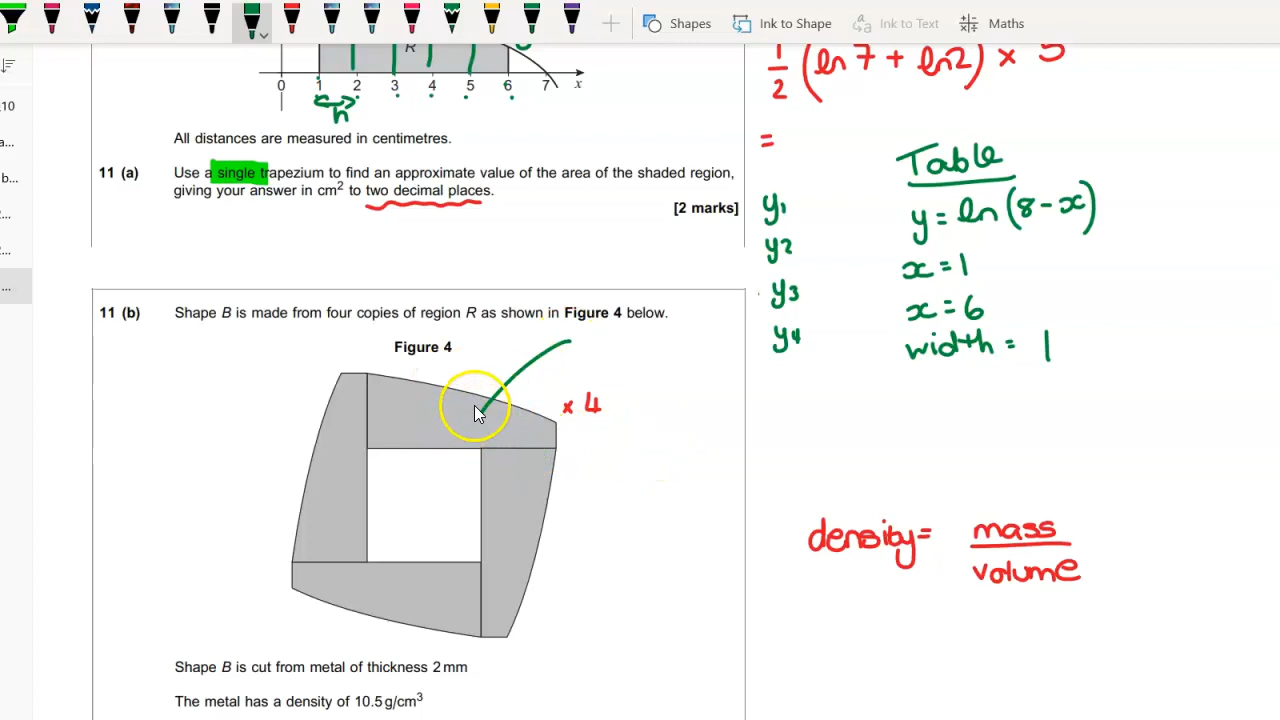 Shapes Ink to Shape Ink to Text Maths
10
a...
b...
2...
2...
...
R
0 1 2 3 4 5 6 7 x
h
All distances are measured in centimetres.
11 (a) Use a single trapezium to find an approximate value of the area of the shaded region,
giving your answer in cm² to two decimal places.
[2 marks]
11 (b) Shape B is made from four copies of region R as shown in Figure 4 below.
Figure 4
× 4
Shape B is cut from metal of thickness 2 mm
The metal has a density of 10.5 g/cm³
1/2 (ln 7 + ln 2) × 5
=
Table
y1 y = ln (8 - x)
y2 x = 1
y3 x = 6
y4 width = 1
density = mass
volume